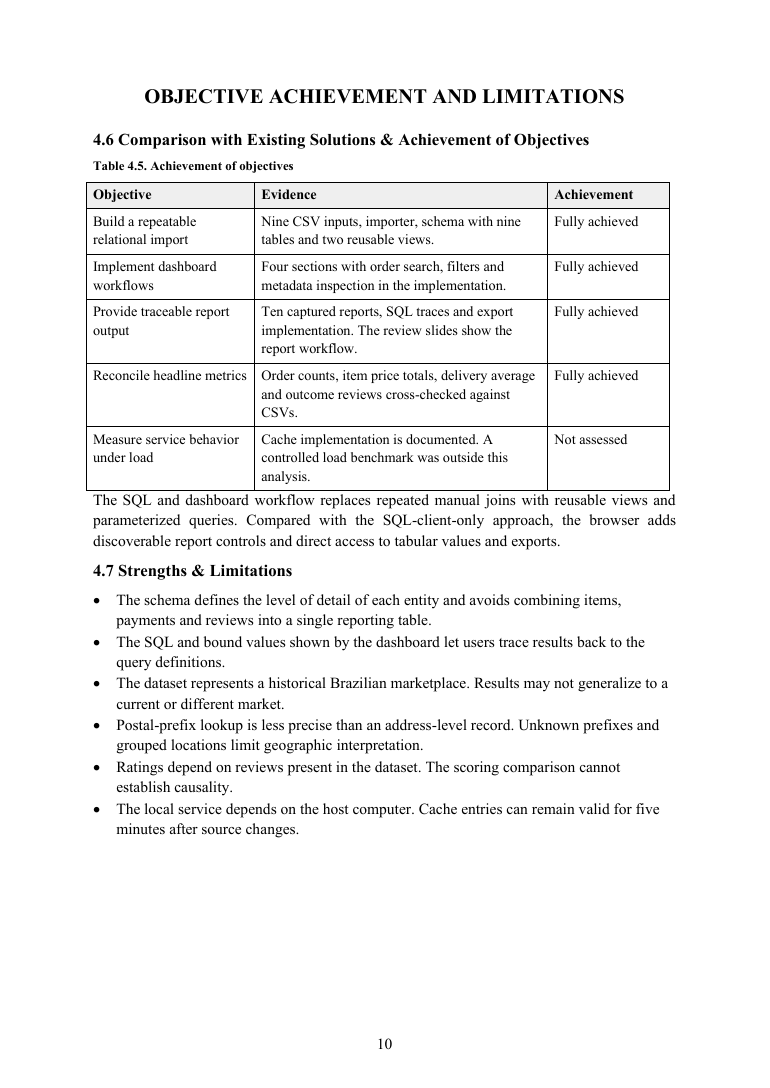 OBJECTIVE ACHIEVEMENT AND LIMITATIONS
4.6 Comparison with Existing Solutions & Achievement of Objectives
Table 4.5. Achievement of objectives
Objective Evidence Achievement
Build a repeatable relational import
Nine CSV inputs, importer, schema with nine tables and two reusable views.
Fully achieved
Implement dashboard workflows
Four sections with order search, filters and metadata inspection in the implementation.
Fully achieved
Provide traceable report output
Ten captured reports, SQL traces and export implementation. The review slides show the report workflow.
Fully achieved
Reconcile headline metrics
Order counts, item price totals, delivery average and outcome reviews cross-checked against CSVs.
Fully achieved
Measure service behavior under load
Cache implementation is documented. A controlled load benchmark was outside this analysis.
Not assessed
The SQL and dashboard workflow replaces repeated manual joins with reusable views and
parameterized queries. Compared with the SQL-client-only approach, the browser adds
discoverable report controls and direct access to tabular values and exports.
4.7 Strengths & Limitations
• The schema defines the level of detail of each entity and avoids combining items,
payments and reviews into a single reporting table.
• The SQL and bound values shown by the dashboard let users trace results back to the
query definitions.
• The dataset represents a historical Brazilian marketplace. Results may not generalize to a
current or different market.
• Postal-prefix lookup is less precise than an address-level record. Unknown prefixes and
grouped locations limit geographic interpretation.
• Ratings depend on reviews present in the dataset. The scoring comparison cannot
establish causality.
• The local service depends on the host computer. Cache entries can remain valid for five
minutes after source changes.
10